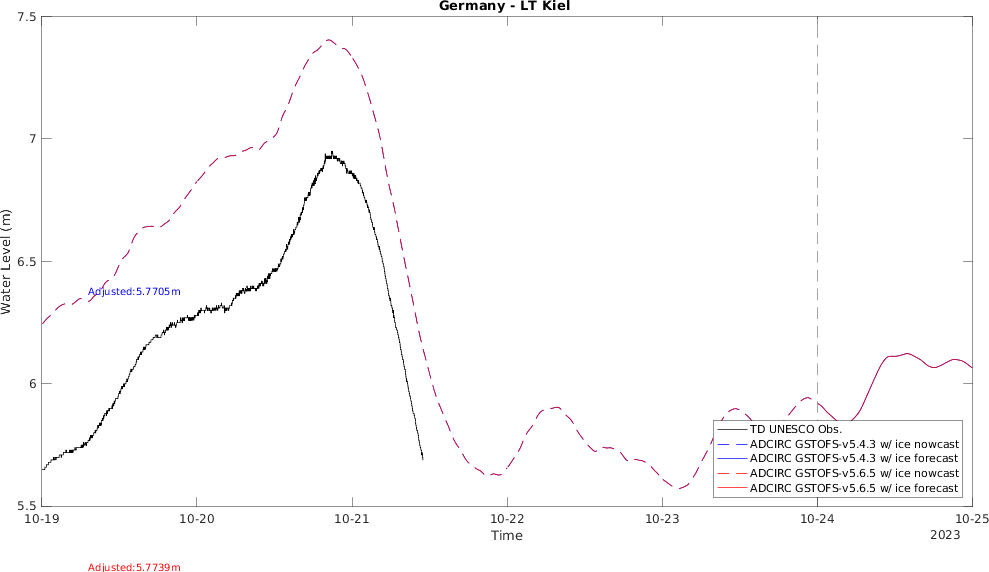 Germany - LT Kiel
7.5
7
6.5
6
5.5
Water Level (m)
Adjusted:5.7705m
TD UNESCO Obs.
ADCIRC GSTOFS-v5.4.3 w/ ice nowcast
ADCIRC GSTOFS-v5.4.3 w/ ice forecast
ADCIRC GSTOFS-v5.6.5 w/ ice nowcast
ADCIRC GSTOFS-v5.6.5 w/ ice forecast
10-19 10-20 10-21 10-22 10-23 10-24 10-25
Time
2023
Adjusted:5.7739m